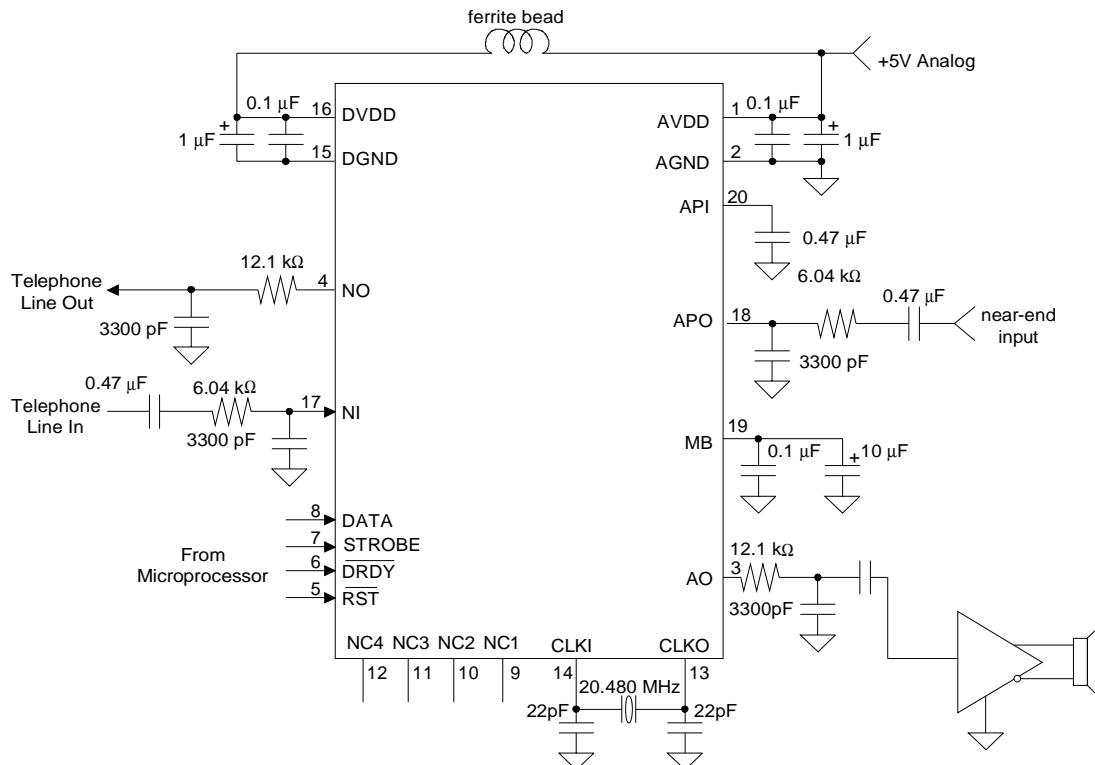 ferrite bead
+5V Analog
0.1 μF
16
DVDD
1 μF
+
15
DGND
1
0.1 μF
AVDD
+
2
1 μF
AGND
20
API
0.47 μF
12.1 kΩ
6.04 kΩ
Telephone
Line Out
4
NO
0.47 μF
3300 pF
18
APO
near-end
input
3300 pF
0.47 μF
6.04 kΩ
Telephone
Line In
17
NI
3300 pF
19
MB
0.1 μF
+
10 μF
8
DATA
7
STROBE
From
Microprocessor
6
DRDY
5
RST
12.1 kΩ
3
AO
3300pF
NC4
NC3
NC2
NC1
CLKI
CLKO
12
11
10
9
14
13
20.480 MHz
22pF
22pF